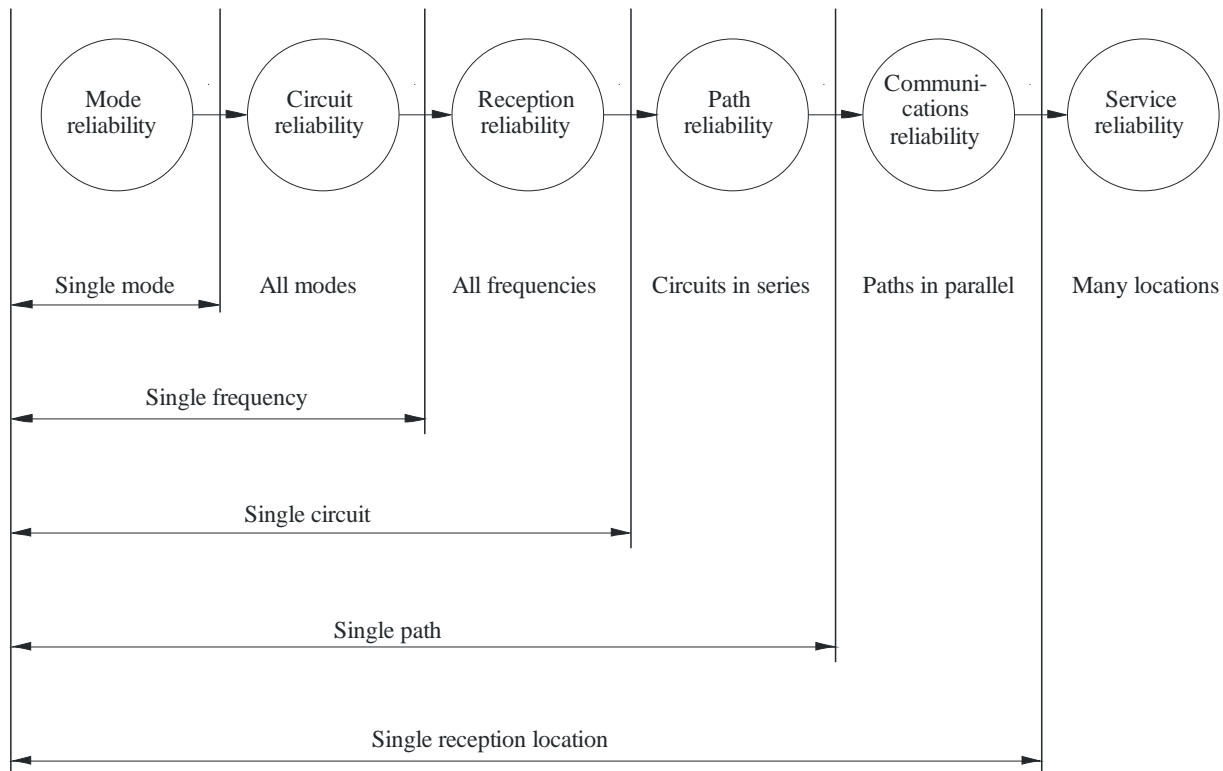 Mode
reliability
Circuit
reliability
Reception
reliability
Path
reliability
Communi-
cations
reliability
Service
reliability
Single mode
All modes
All frequencies
Circuits in series
Paths in parallel
Many locations
Single frequency
Single circuit
Single path
Single reception location